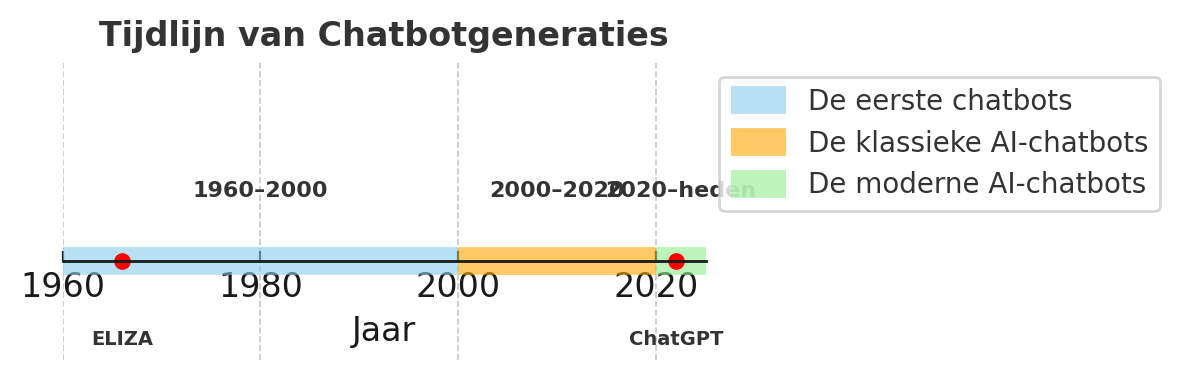 Tijdlijn van Chatbotgeneraties
De eerste chatbots
De klassieke AI-chatbots
De moderne AI-chatbots
1960–2000
2000–2020
2020–heden
1960
1980
2000
2020
Jaar
ELIZA
ChatGPT